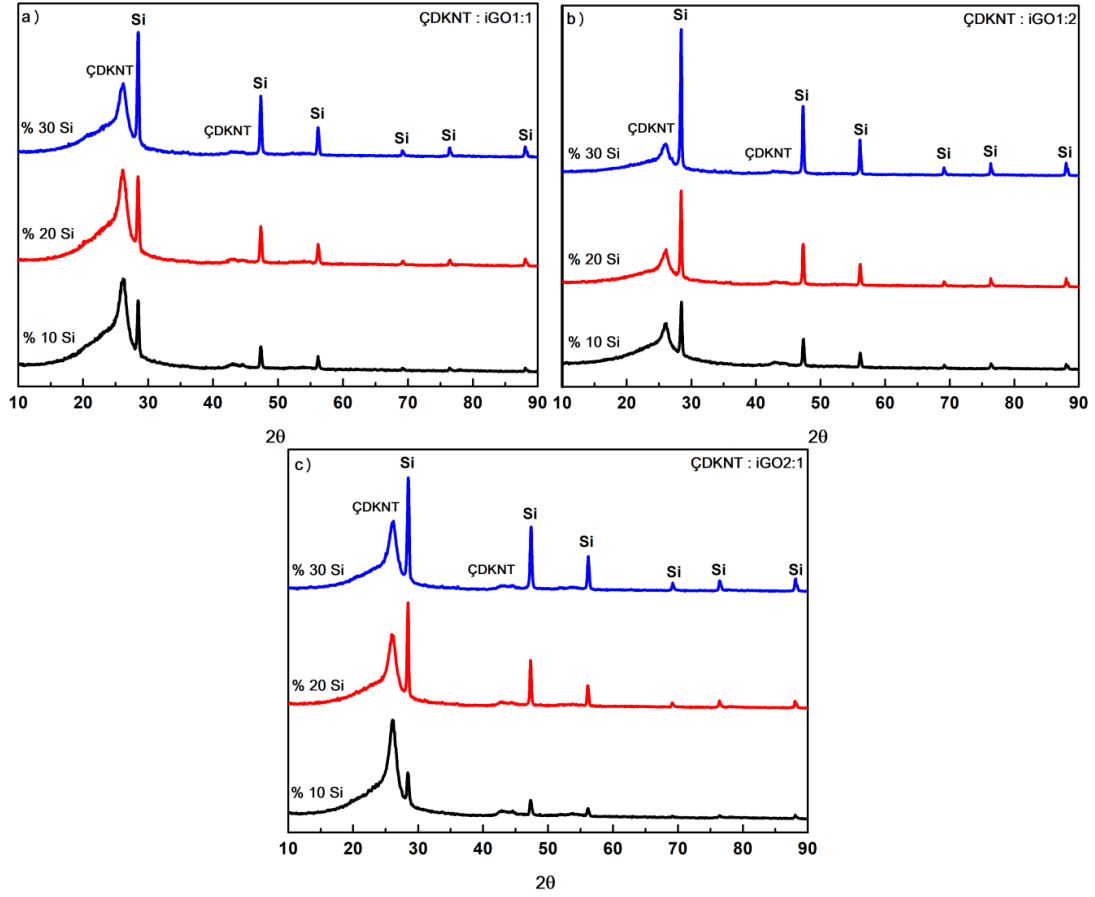 a)
Si
ÇDKNT : iGO1:1
ÇDKNT
Si
Si
ÇDKNT
Si
Si
Si
% 30 Si
% 20 Si
% 10 Si
10 20 30 40 50 60 70 80 90
2θ
b)
Si
ÇDKNT : iGO1:2
Si
Si
ÇDKNT
ÇDKNT
Si
Si
Si
% 30 Si
% 20 Si
% 10 Si
10 20 30 40 50 60 70 80 90
2θ
c)
Si
ÇDKNT : iGO2:1
ÇDKNT
Si
Si
ÇDKNT
Si
Si
Si
% 30 Si
% 20 Si
% 10 Si
10 20 30 40 50 60 70 80 90
2θ